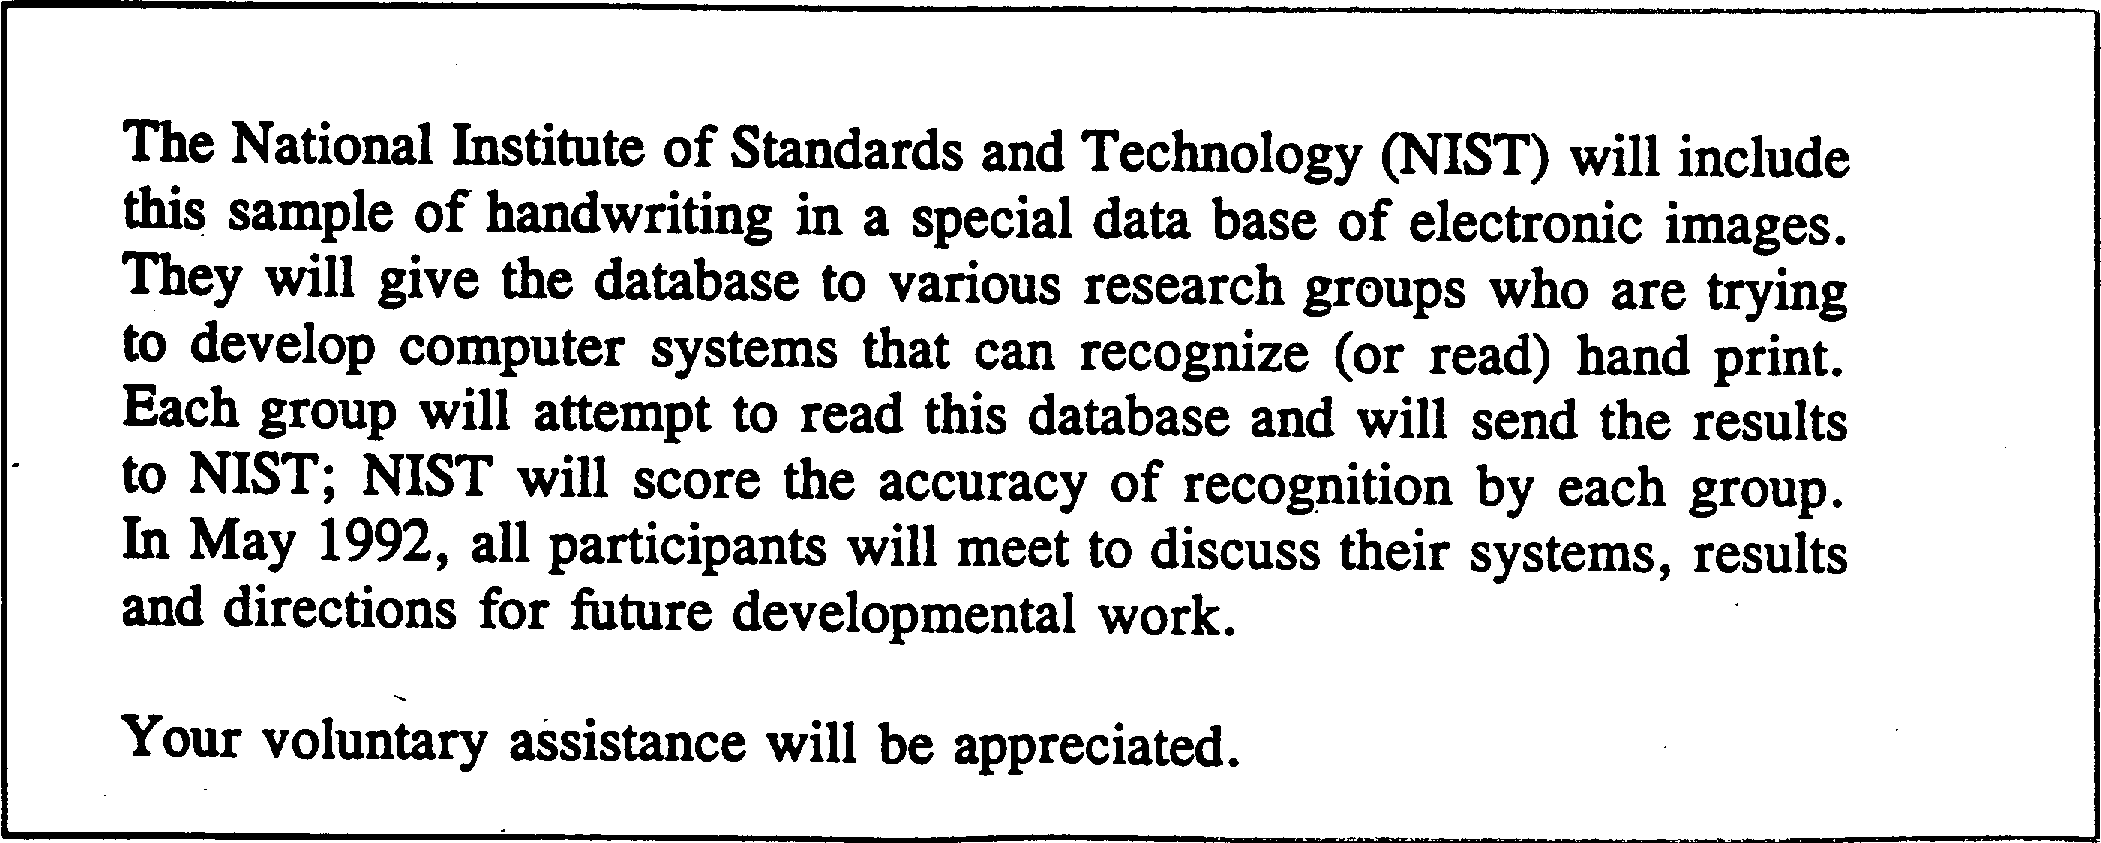 The National Institute of Standards and Technology (NIST) will include
this sample of handwriting in a special data base of electronic images.
They will give the database to various research groups who are trying
to develop computer systems that can recognize (or read) hand print.
Each group will attempt to read this database and will send the results
to NIST; NIST will score the accuracy of recognition by each group.
In May 1992, all participants will meet to discuss their systems, results
and directions for future developmental work.
Your voluntary assistance will be appreciated.